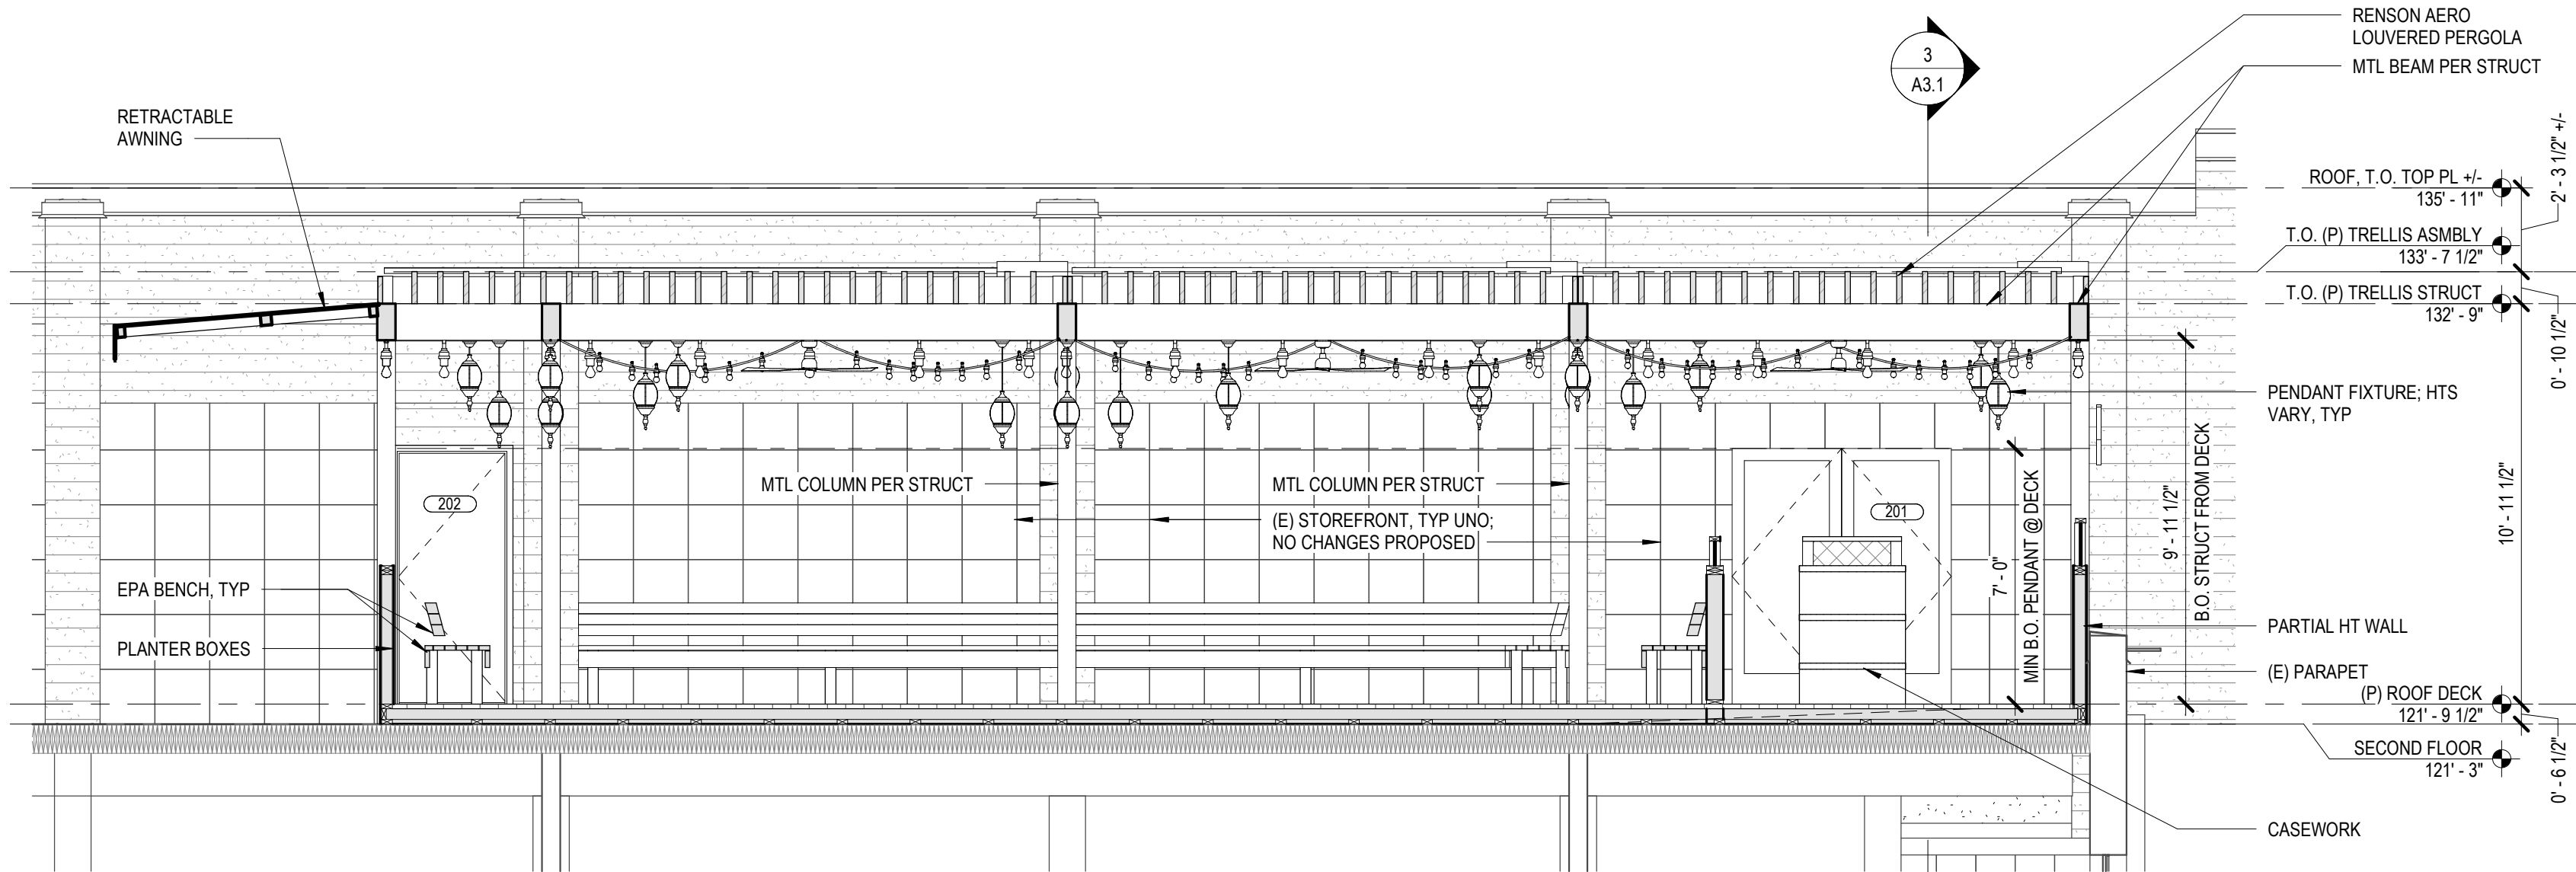 RENSON AERO
LOUVERED PERGOLA
MTL BEAM PER STRUCT
3
A3.1
RETRACTABLE
AWNING
ROOF, T.O. TOP PL +/-
135' - 11"
2' - 3 1/2" +/-
T.O. (P) TRELLIS ASMBLY
133' - 7 1/2"
T.O. (P) TRELLIS STRUCT
132' - 9"
0' - 10 1/2"
PENDANT FIXTURE; HTS
VARY, TYP
MTL COLUMN PER STRUCT
MTL COLUMN PER STRUCT
202
201
(E) STOREFRONT, TYP UNO;
NO CHANGES PROPOSED
7' - 0"
MIN B.O. PENDANT @ DECK
9' - 11 1/2"
B.O. STRUCT FROM DECK
10' - 11 1/2"
EPA BENCH, TYP
PLANTER BOXES
PARTIAL HT WALL
(E) PARAPET
(P) ROOF DECK
121' - 9 1/2"
SECOND FLOOR
121' - 3"
0' - 6 1/2"
CASEWORK